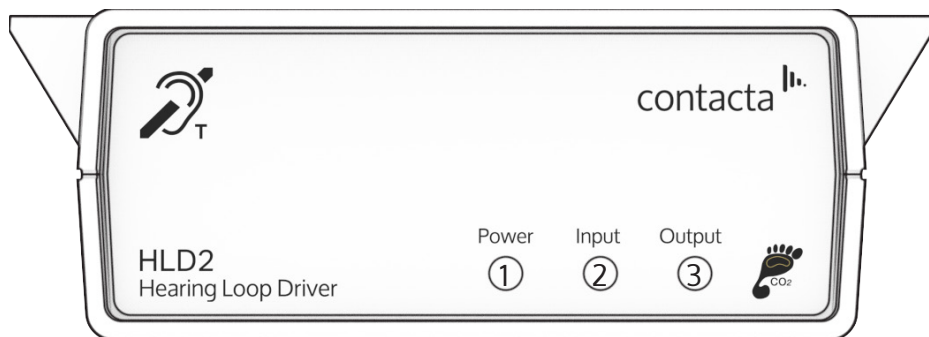 T
contacta
Power Input Output
HLD2
1 2 3
Hearing Loop Driver
CO2